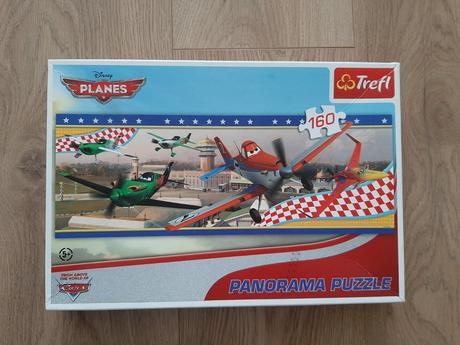 Disney
PLANES
Trefl
160
5+
FROM ABOVE
THE WORLD OF
Cars
PANORAMA PUZZLE